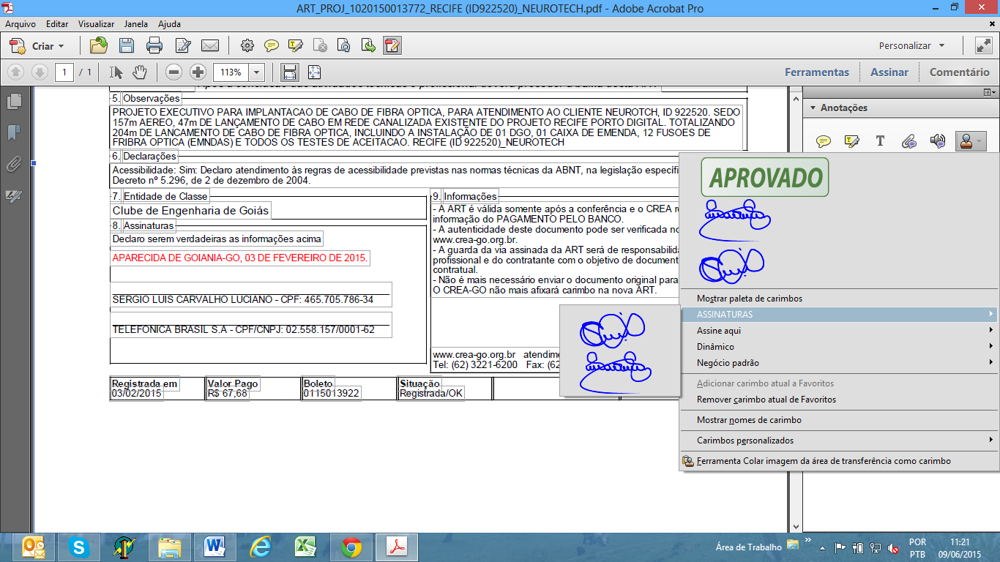 ART_PROJ_1020150013772_RECIFE (ID922520)_NEUROTECH.pdf - Adobe Acrobat Pro
Arquivo Editar Visualizar Janela Ajuda
Criar
Personalizar
1 / 1
113%
Ferramentas Assinar Comentário
5. Observações
PROJETO EXECUTIVO PARA IMPLANTACAO DE CABO DE FIBRA OPTICA, PARA ATENDIMENTO AO CLIENTE NEUROTCH, ID 922520. SEDO
157m AEREO, 47m DE LANÇAMENTO DE CABO EM REDE CANALIZADA EXISTENTE DO PROJETO RECIFE PORTO DIGITAL. TOTALIZANDO
204m DE LANCAMENTO DE CABO DE FIBRA OPTICA, INCLUINDO A INSTALAÇÃO DE 01 DGO, 01 CAIXA DE EMENDA, 12 FUSOES DE
FRIBRA OPTICA (EMNDAS) E TODOS OS TESTES DE ACEITACAO. RECIFE (ID 922520)_NEUROTECH
6. Declarações
Acessibilidade: Sim: Declaro atendimento às regras de acessibilidade previstas nas normas técnicas da ABNT, na legislação específi
Decreto nº 5.296, de 2 de dezembro de 2004.
7. Entidade de Classe
Clube de Engenharia de Goiás
8. Assinaturas
Declaro serem verdadeiras as informações acima
APARECIDA DE GOIANIA-GO, 03 DE FEVEREIRO DE 2015.
SERGIO LUIS CARVALHO LUCIANO - CPF: 465.705.786-34
TELEFONICA BRASIL S.A - CPF/CNPJ: 02.558.157/0001-62
9. Informações
- A ART é válida somente após a conferência e o CREA r
informação do PAGAMENTO PELO BANCO.
- A autenticidade deste documento pode ser verificada no
www.crea-go.org.br.
- A guarda da via assinada da ART será de responsabilid
profissional e do contratante com o objetivo de document
contratual.
- Não é mais necessário enviar o documento original para
O CREA-GO não mais afixará carimbo na nova ART.
www.crea-go.org.br atendim
Tel: (62) 3221-6200 Fax: (62
Registrada em Valor Pago Boleto Situação
03/02/2015 R$ 67,68 0115013922 Registrada/OK
Anotações
APROVADO
Mostrar paleta de carimbos
ASSINATURAS
Assine aqui
Dinâmico
Negócio padrão
Adicionar carimbo atual a Favoritos
Remover carimbo atual de Favoritos
Mostrar nomes de carimbo
Carimbos personalizados
Ferramenta Colar imagem da área de transferência como carimbo
Área de Trabalho
POR
PTB
11:21
09/06/2015